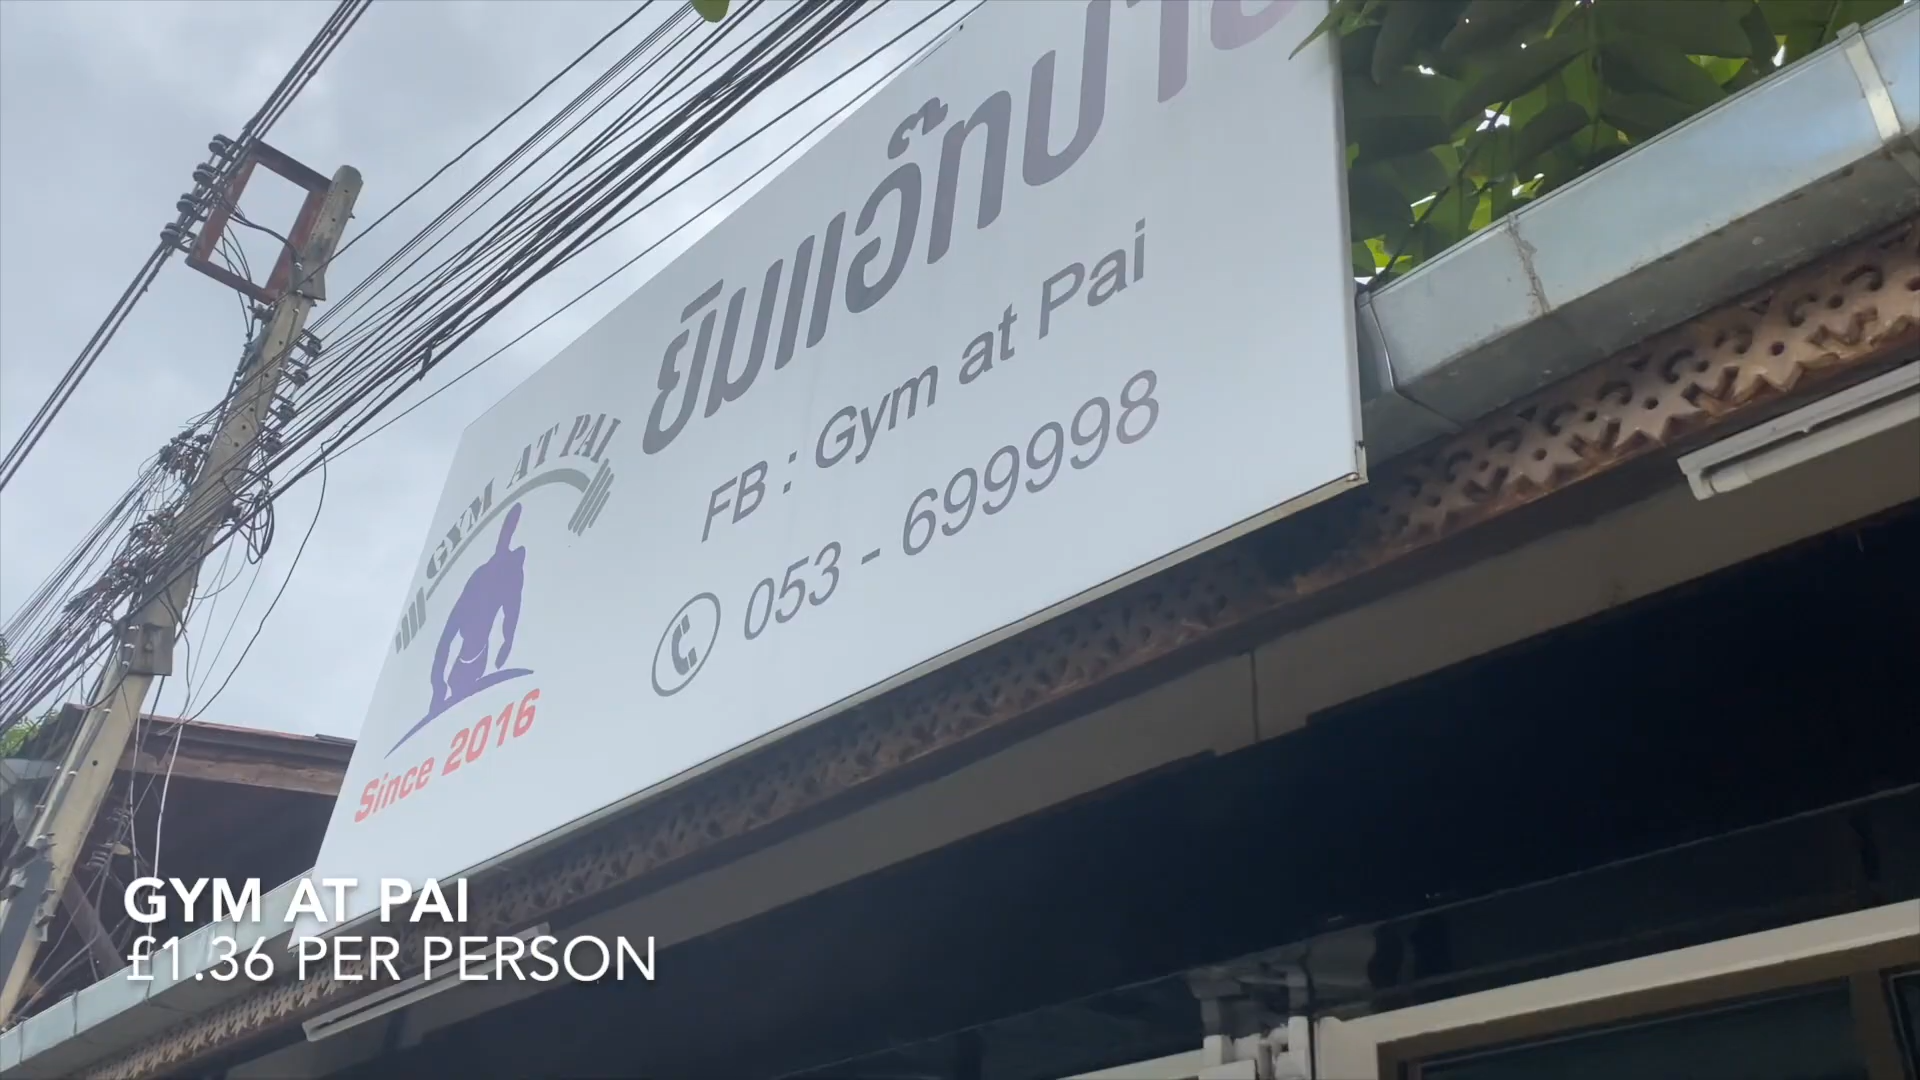 ยิมแอ๊ทปาย
GYM AT PAI
FB : Gym at Pai
053 - 699998
Since 2016
GYM AT PAI
£1.36 PER PERSON